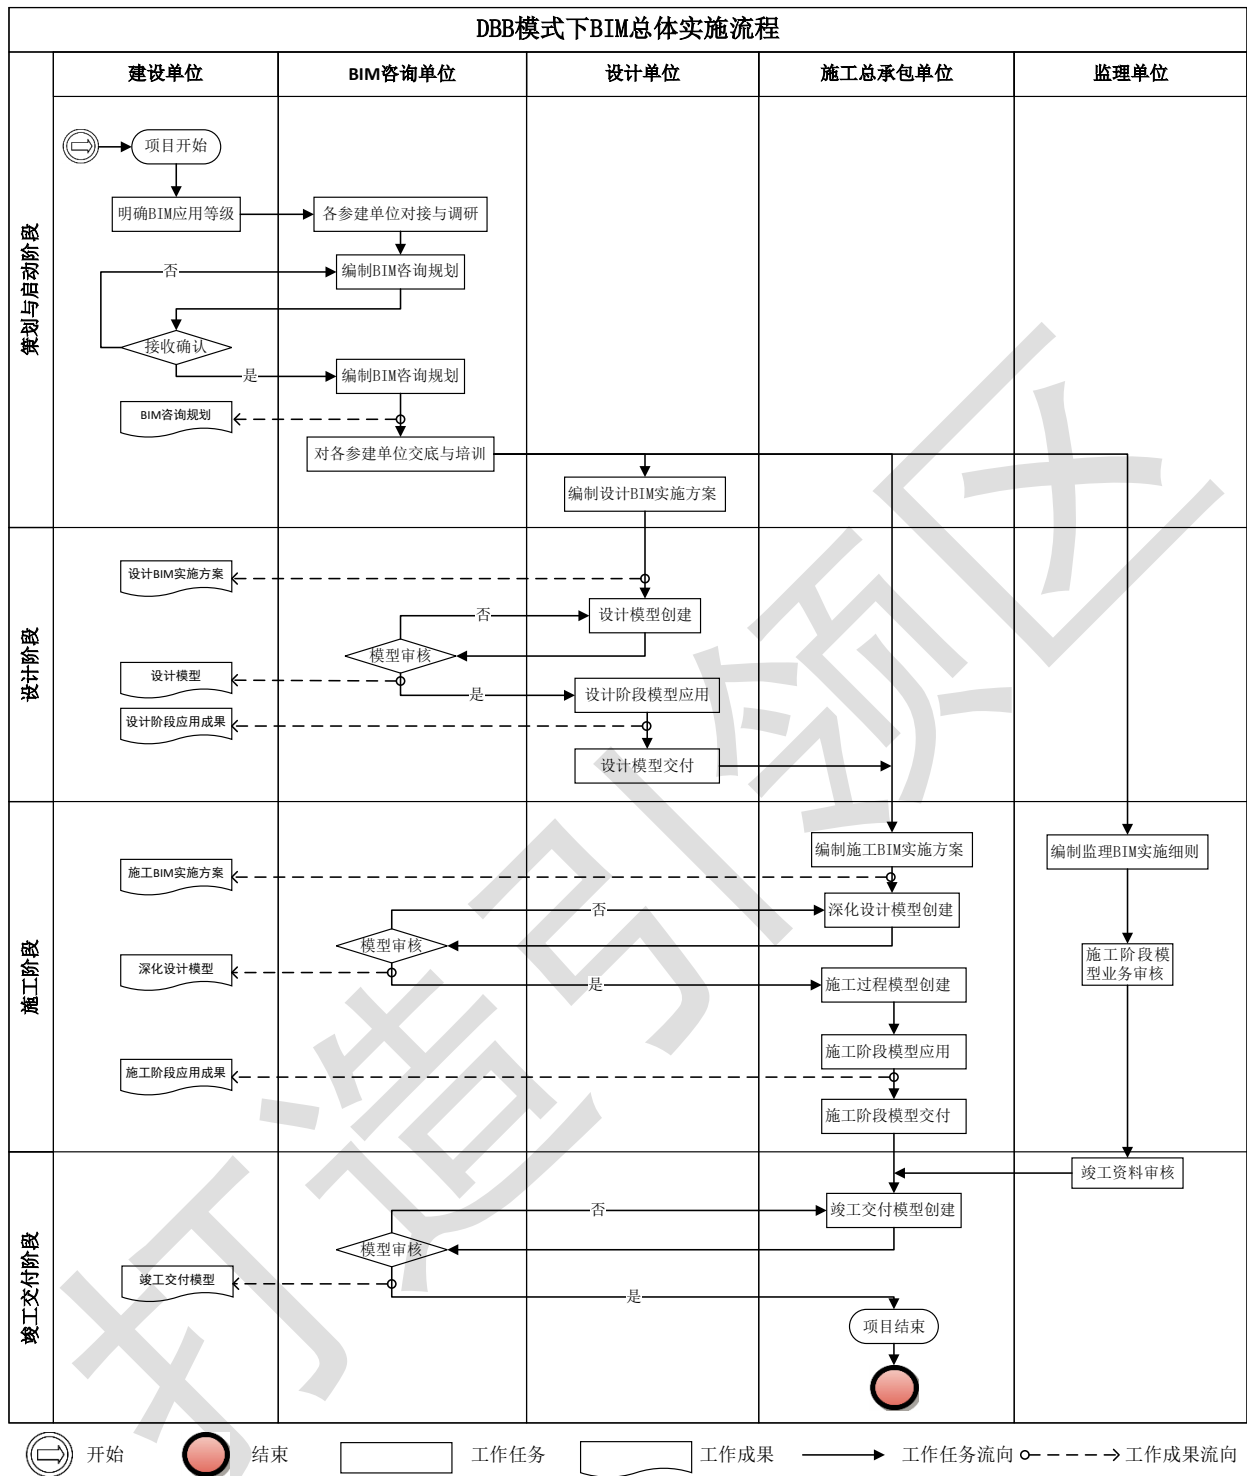 DBB模式下BIM总体实施流程
建设单位
BIM咨询单位
设计单位
施工总承包单位
监理单位
策划与启动阶段
项目开始
明确BIM应用等级
各参建单位对接与调研
否
编制BIM咨询规划
接收确认
是
编制BIM咨询规划
BIM咨询规划
对各参建单位交底与培训
编制设计BIM实施方案
设计阶段
设计BIM实施方案
否
设计模型创建
模型审核
设计模型
是
设计阶段模型应用
设计阶段应用成果
设计模型交付
施工阶段
编制施工BIM实施方案
编制监理BIM实施细则
施工BIM实施方案
否
深化设计模型创建
模型审核
施工阶段模
型业务审核
深化设计模型
是
施工过程模型创建
施工阶段模型应用
施工阶段应用成果
施工阶段模型交付
竣工交付阶段
竣工资料审核
否
竣工交付模型创建
模型审核
竣工交付模型
是
项目结束
开始
结束
工作任务
工作成果
工作任务流向
工作成果流向
打造引领区